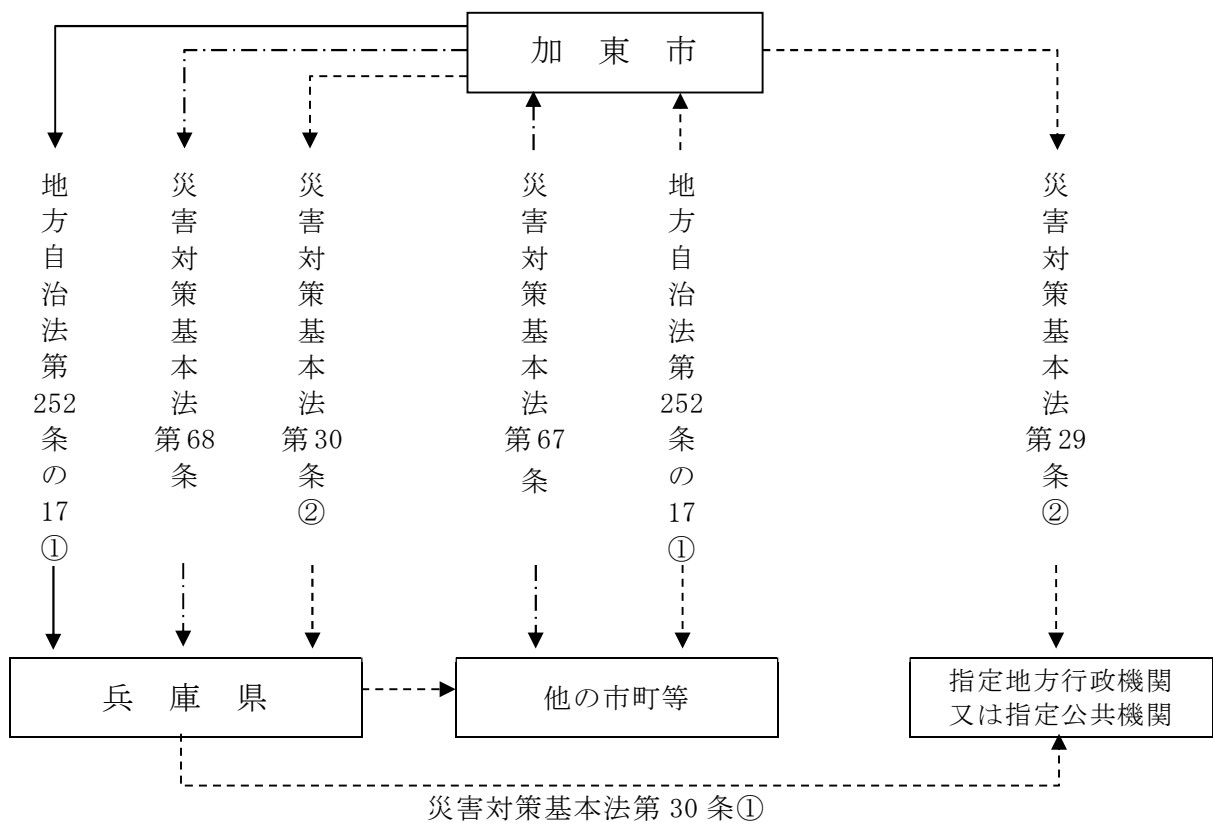 加東市
地方自治法第252条の17①
災害対策基本法第68条
災害対策基本法第30条②
災害対策基本法第67条
地方自治法第252条の17①
災害対策基本法第29条②
兵庫県
他の市町等
指定地方行政機関
又は指定公共機関
災害対策基本法第30条①